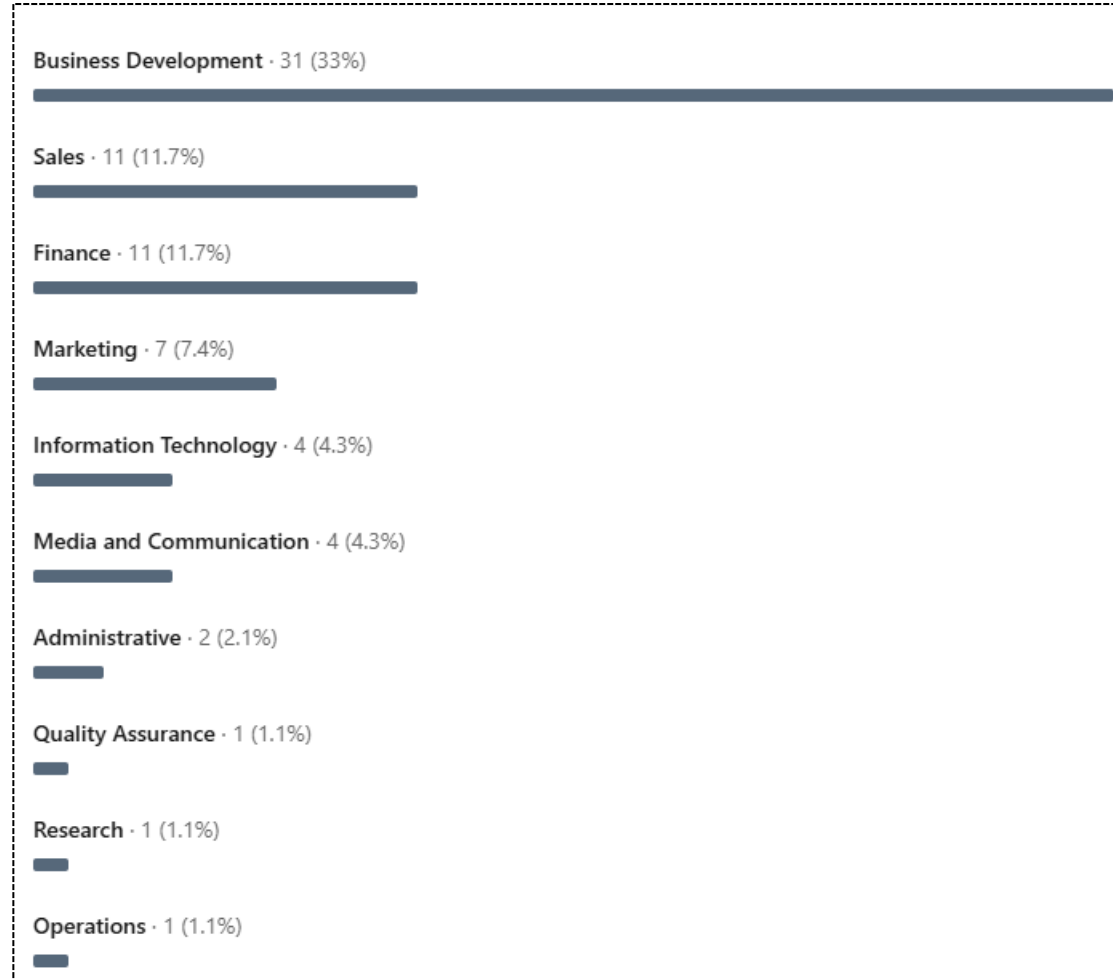 Business Development · 31 (33%)
Sales · 11 (11.7%)
Finance · 11 (11.7%)
Marketing · 7 (7.4%)
Information Technology · 4 (4.3%)
Media and Communication · 4 (4.3%)
Administrative · 2 (2.1%)
Quality Assurance · 1 (1.1%)
Research · 1 (1.1%)
Operations · 1 (1.1%)